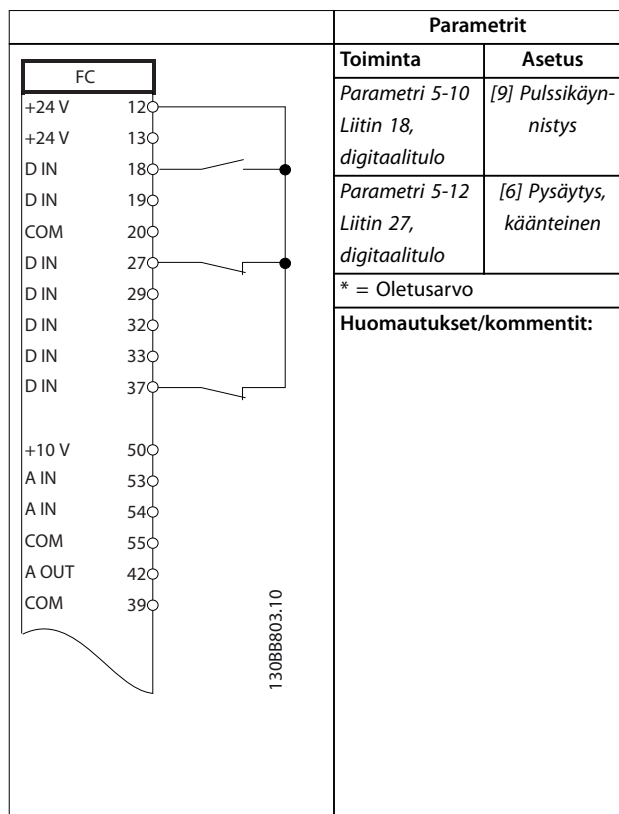 FC
+24 V 12
+24 V 13
D IN 18
D IN 19
COM 20
D IN 27
D IN 29
D IN 32
D IN 33
D IN 37
+10 V 50
A IN 53
A IN 54
COM 55
A OUT 42
COM 39
130BB803.10
Parametrit
Toiminta Asetus
Parametri 5-10 [9] Pulssikäyn-
Liitin 18, nistys
digitaalitulo
Parametri 5-12 [6] Pysäytys,
Liitin 27, käänteinen
digitaalitulo
* = Oletusarvo
Huomautukset/kommentit: